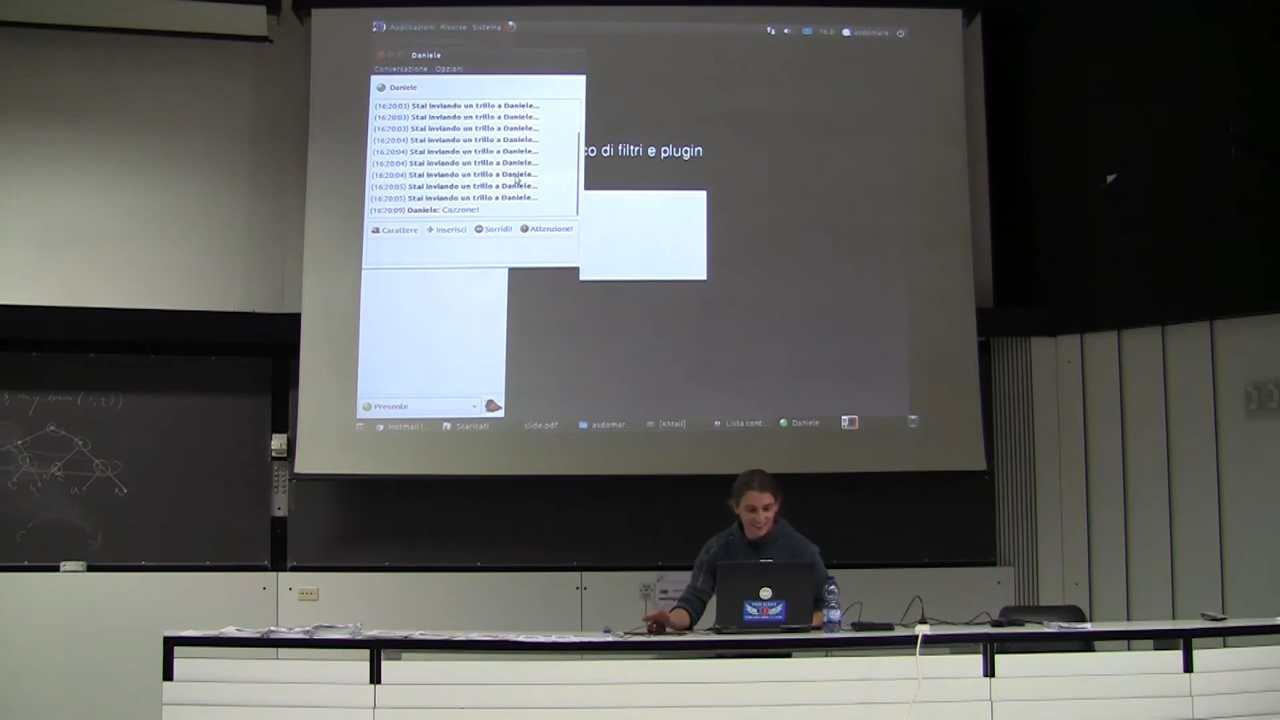 Applicazioni Risorse Sistema
16:21 asdomare
Daniele
Conversazione Opzioni
Daniele
(16:20:03) Stai inviando un trillo a Daniele...
(16:20:03) Stai inviando un trillo a Daniele...
(16:20:03) Stai inviando un trillo a Daniele...
(16:20:04) Stai inviando un trillo a Daniele...
(16:20:04) Stai inviando un trillo a Daniele...
(16:20:04) Stai inviando un trillo a Daniele...
(16:20:04) Stai inviando un trillo a Daniele...
(16:20:05) Stai inviando un trillo a Daniele...
(16:20:05) Stai inviando un trillo a Daniele...
(16:20:09) Daniele: Cazzone!
co di filtri e plugin
Carattere Inserisci Sorridi! Attenzione!
Presente
Hotmail (... Scaricati slide.pdf asdomar... [KMail] Lista cont... Daniele